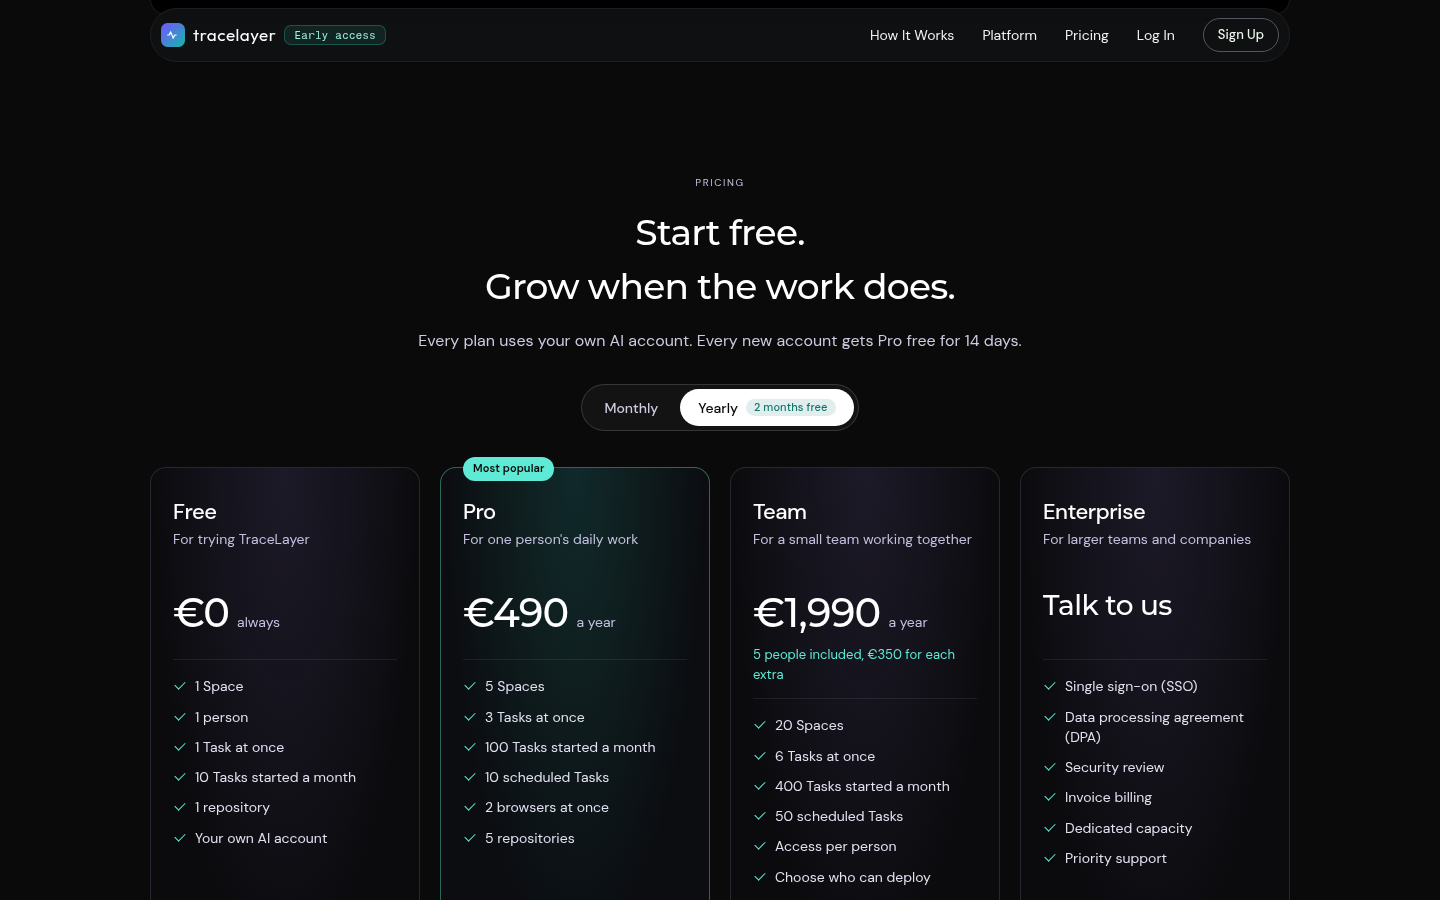 tracelayer
Early access
How It Works
Platform
Pricing
Log In
Sign Up
PRICING
Start free.
Grow when the work does.
Every plan uses your own AI account. Every new account gets Pro free for 14 days.
Monthly
Yearly
2 months free
Free
For trying TraceLayer
€0 always
1 Space
1 person
1 Task at once
10 Tasks started a month
1 repository
Your own AI account
Most popular
Pro
For one person's daily work
€490 a year
5 Spaces
3 Tasks at once
100 Tasks started a month
10 scheduled Tasks
2 browsers at once
5 repositories
Team
For a small team working together
€1,990 a year
5 people included, €350 for each
extra
20 Spaces
6 Tasks at once
400 Tasks started a month
50 scheduled Tasks
Access per person
Choose who can deploy
Enterprise
For larger teams and companies
Talk to us
Single sign-on (SSO)
Data processing agreement
(DPA)
Security review
Invoice billing
Dedicated capacity
Priority support